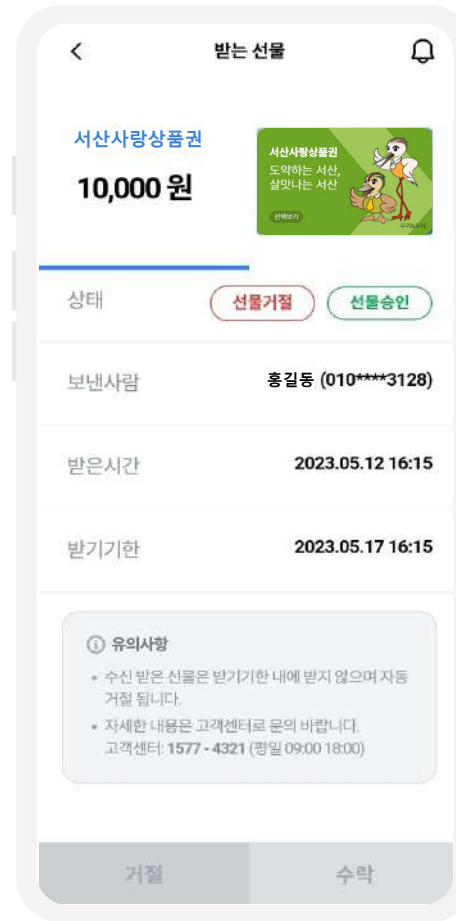 받는 선물
서산사랑상품권
10,000 원
서산사랑상품권
도약하는 서산,
살맛나는 서산
잔액보기
상태
선물거절
선물승인
보낸사람
홍길동 (010****3128)
받은시간
2023.05.12 16:15
받기기한
2023.05.17 16:15
유의사항
• 수신 받은 선물은 받기기한 내에 받지 않으며 자동
거절 됩니다.
• 자세한 내용은 고객센터로 문의 바랍니다.
고객센터: 1577 - 4321 (평일 09:00 18:00)
거절
수락